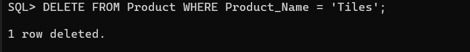 SQL> DELETE FROM Product WHERE Product_Name = 'Tiles';
1 row deleted.